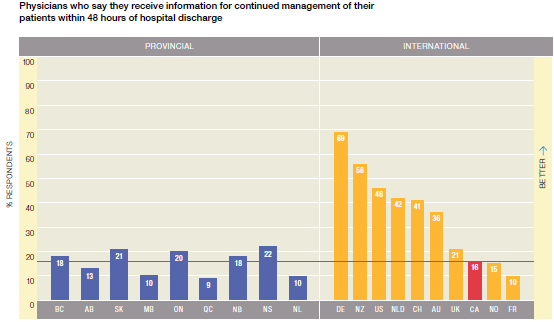 Physicians who say they receive information for continued management of their
patients within 48 hours of hospital discharge
PROVINCIAL INTERNATIONAL
100
90
80
70
60
50
40
30
20
10
0
% RESPONDENTS
18 13 21 10 20 9 18 22 10 69 56 46 42 41 36 21 16 15 10
BETTER →
BC AB SK MB ON QC NB NS NL DE NZ US NLD CH AU UK CA NO FR